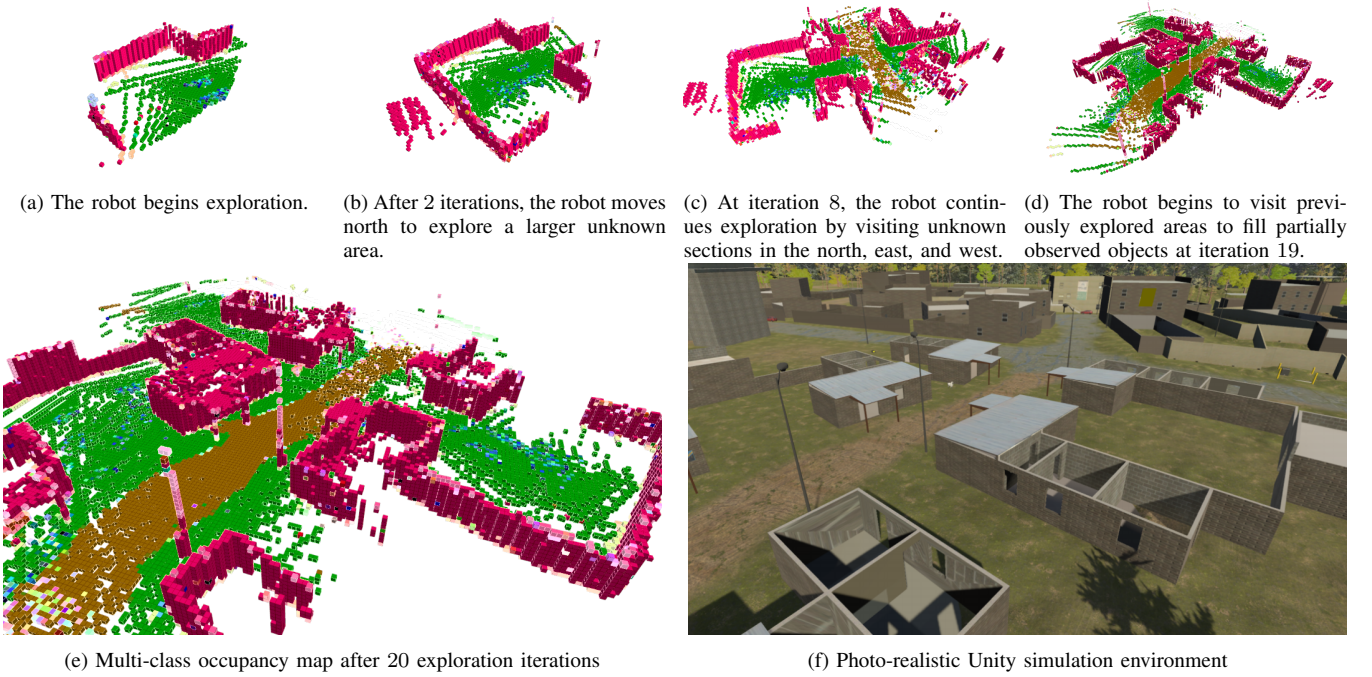 (a) The robot begins exploration.
(b) After 2 iterations, the robot moves
north to explore a larger unknown
area.
(c) At iteration 8, the robot contin-
ues exploration by visiting unknown
sections in the north, east, and west.
(d) The robot begins to visit previ-
ously explored areas to fill partially
observed objects at iteration 19.
(e) Multi-class occupancy map after 20 exploration iterations
(f) Photo-realistic Unity simulation environment